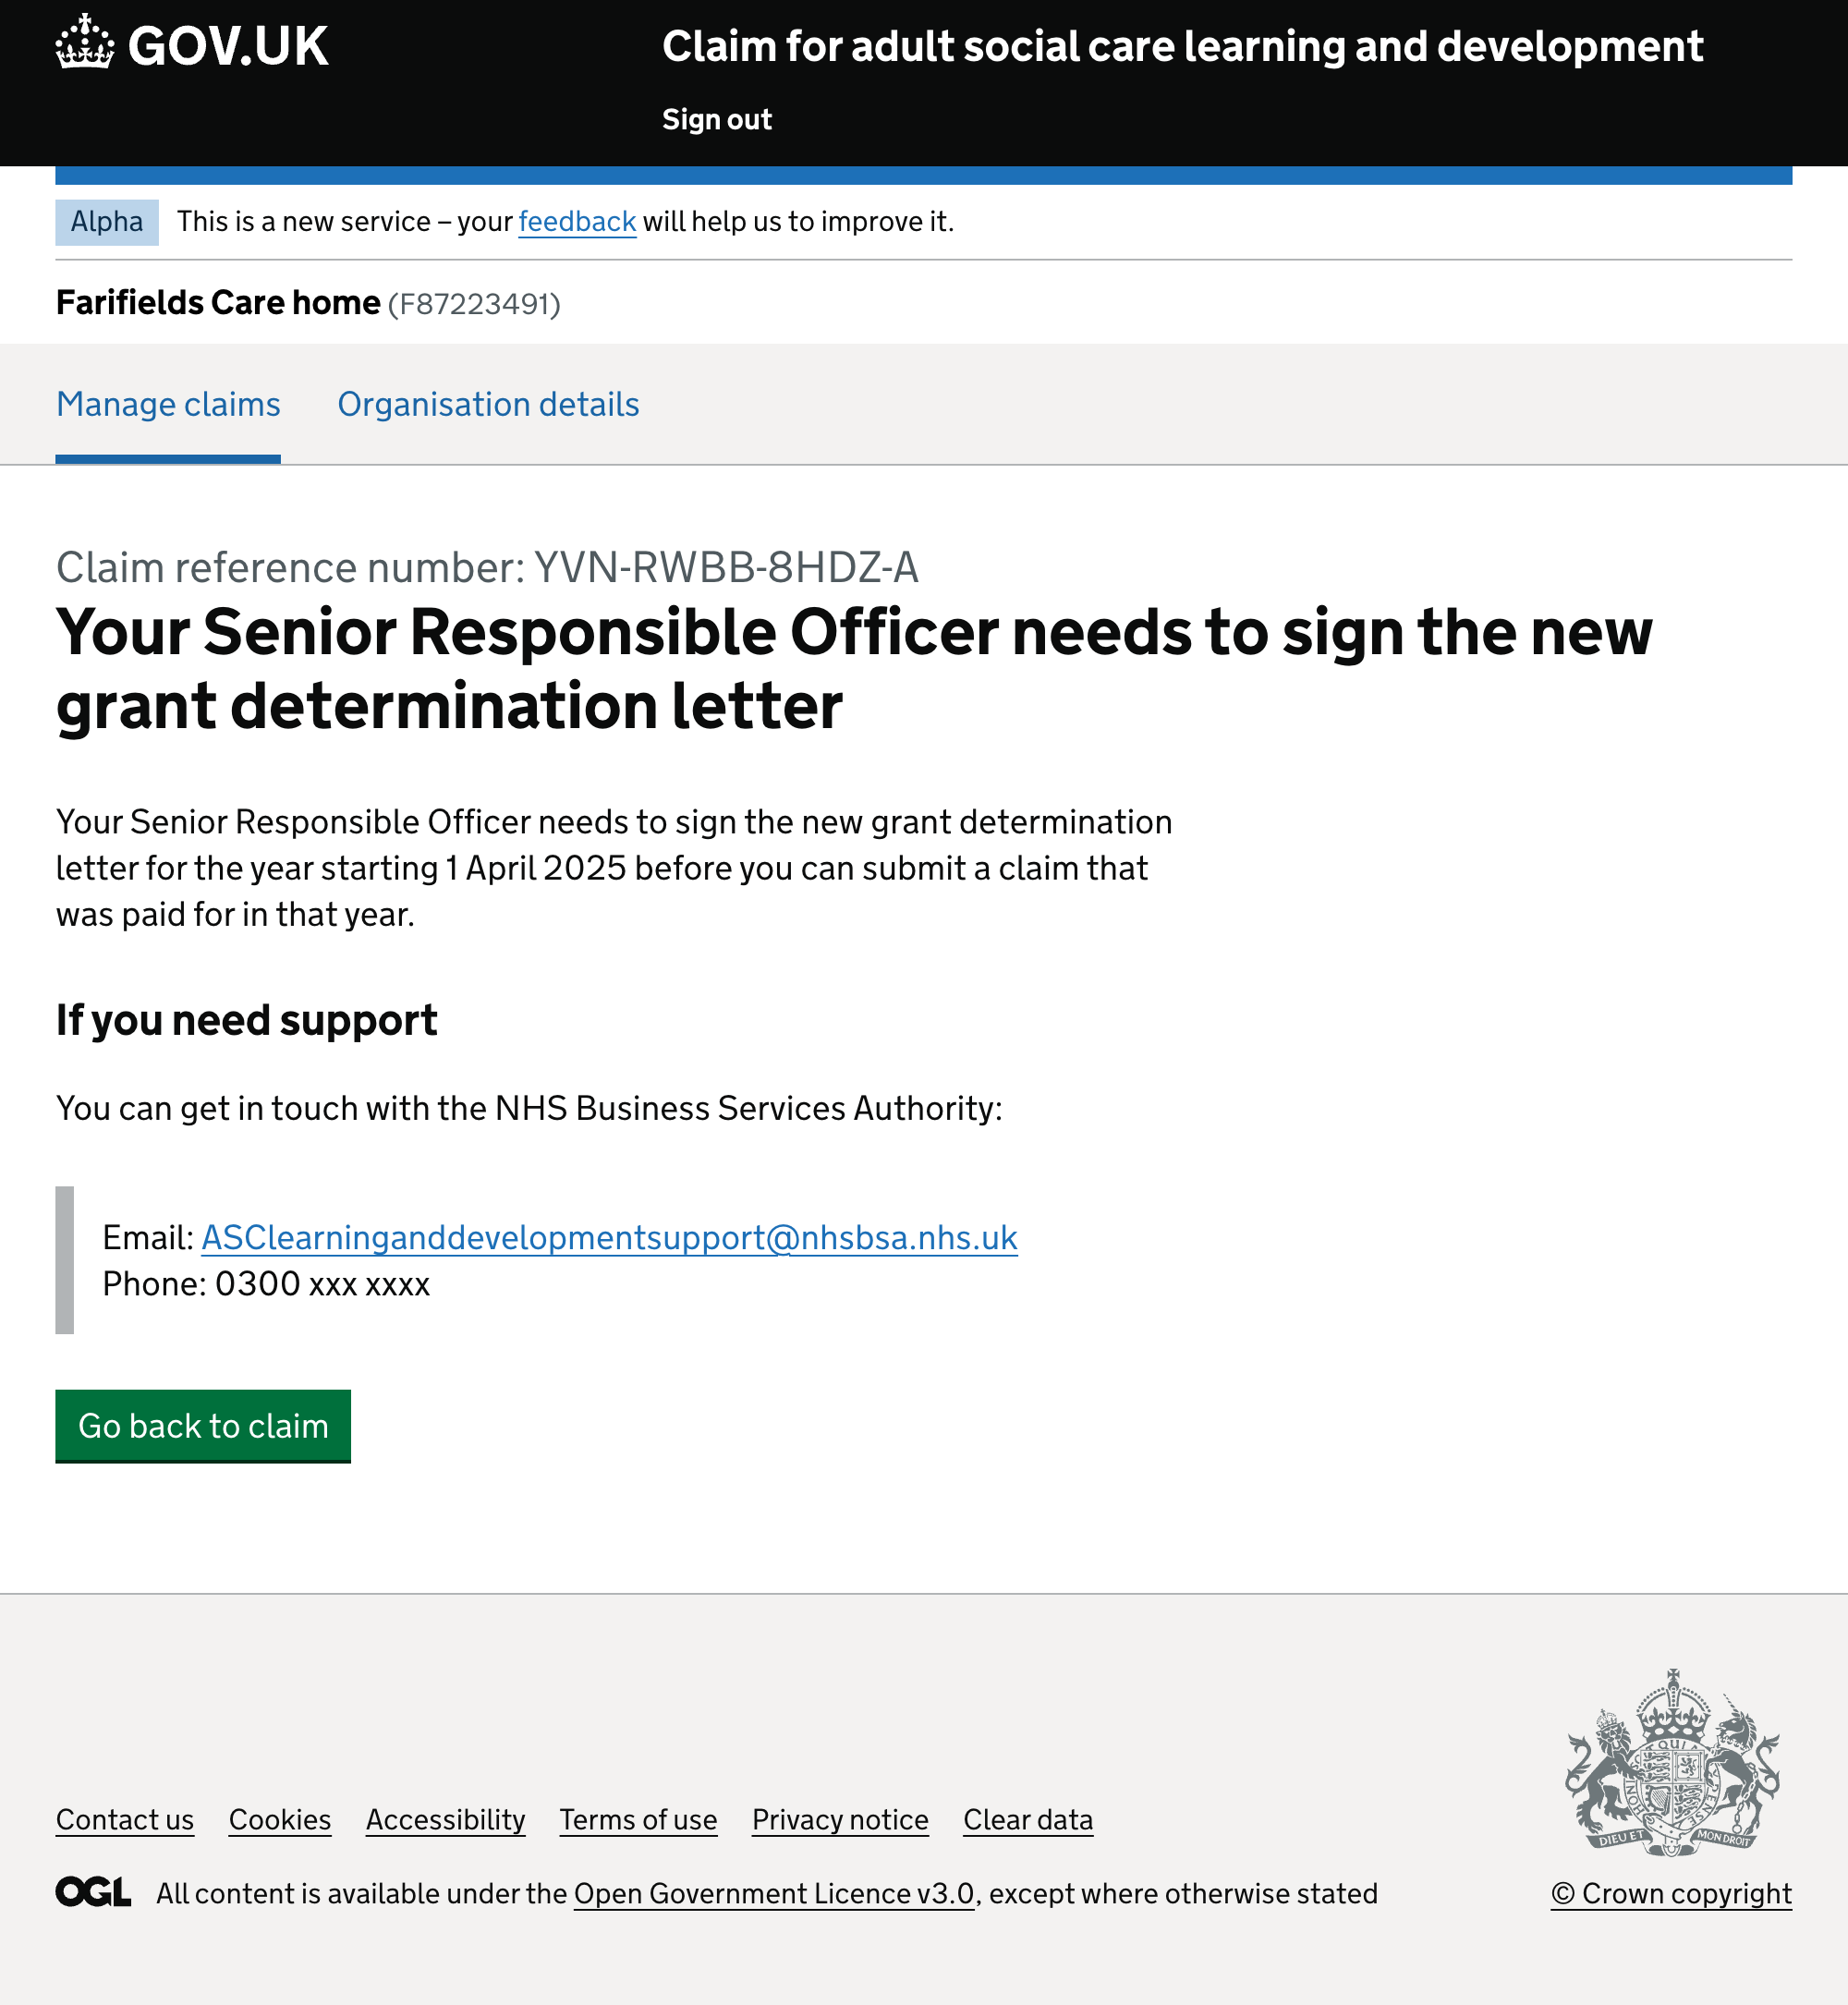 GOV.UK
Claim for adult social care learning and development
Sign out
Alpha
This is a new service – your feedback will help us to improve it.
Farifields Care home (F87223491)
Manage claims
Organisation details
Claim reference number: YVN-RWBB-8HDZ-A
Your Senior Responsible Officer needs to sign the new
grant determination letter
Your Senior Responsible Officer needs to sign the new grant determination
letter for the year starting 1 April 2025 before you can submit a claim that
was paid for in that year.
If you need support
You can get in touch with the NHS Business Services Authority:
Email: ASClearninganddevelopmentsupport@nhsbsa.nhs.uk
Phone: 0300 xxx xxxx
Go back to claim
Contact us
Cookies
Accessibility
Terms of use
Privacy notice
Clear data
DIEU ET MON DROIT
OGL
All content is available under the Open Government Licence v3.0, except where otherwise stated
© Crown copyright